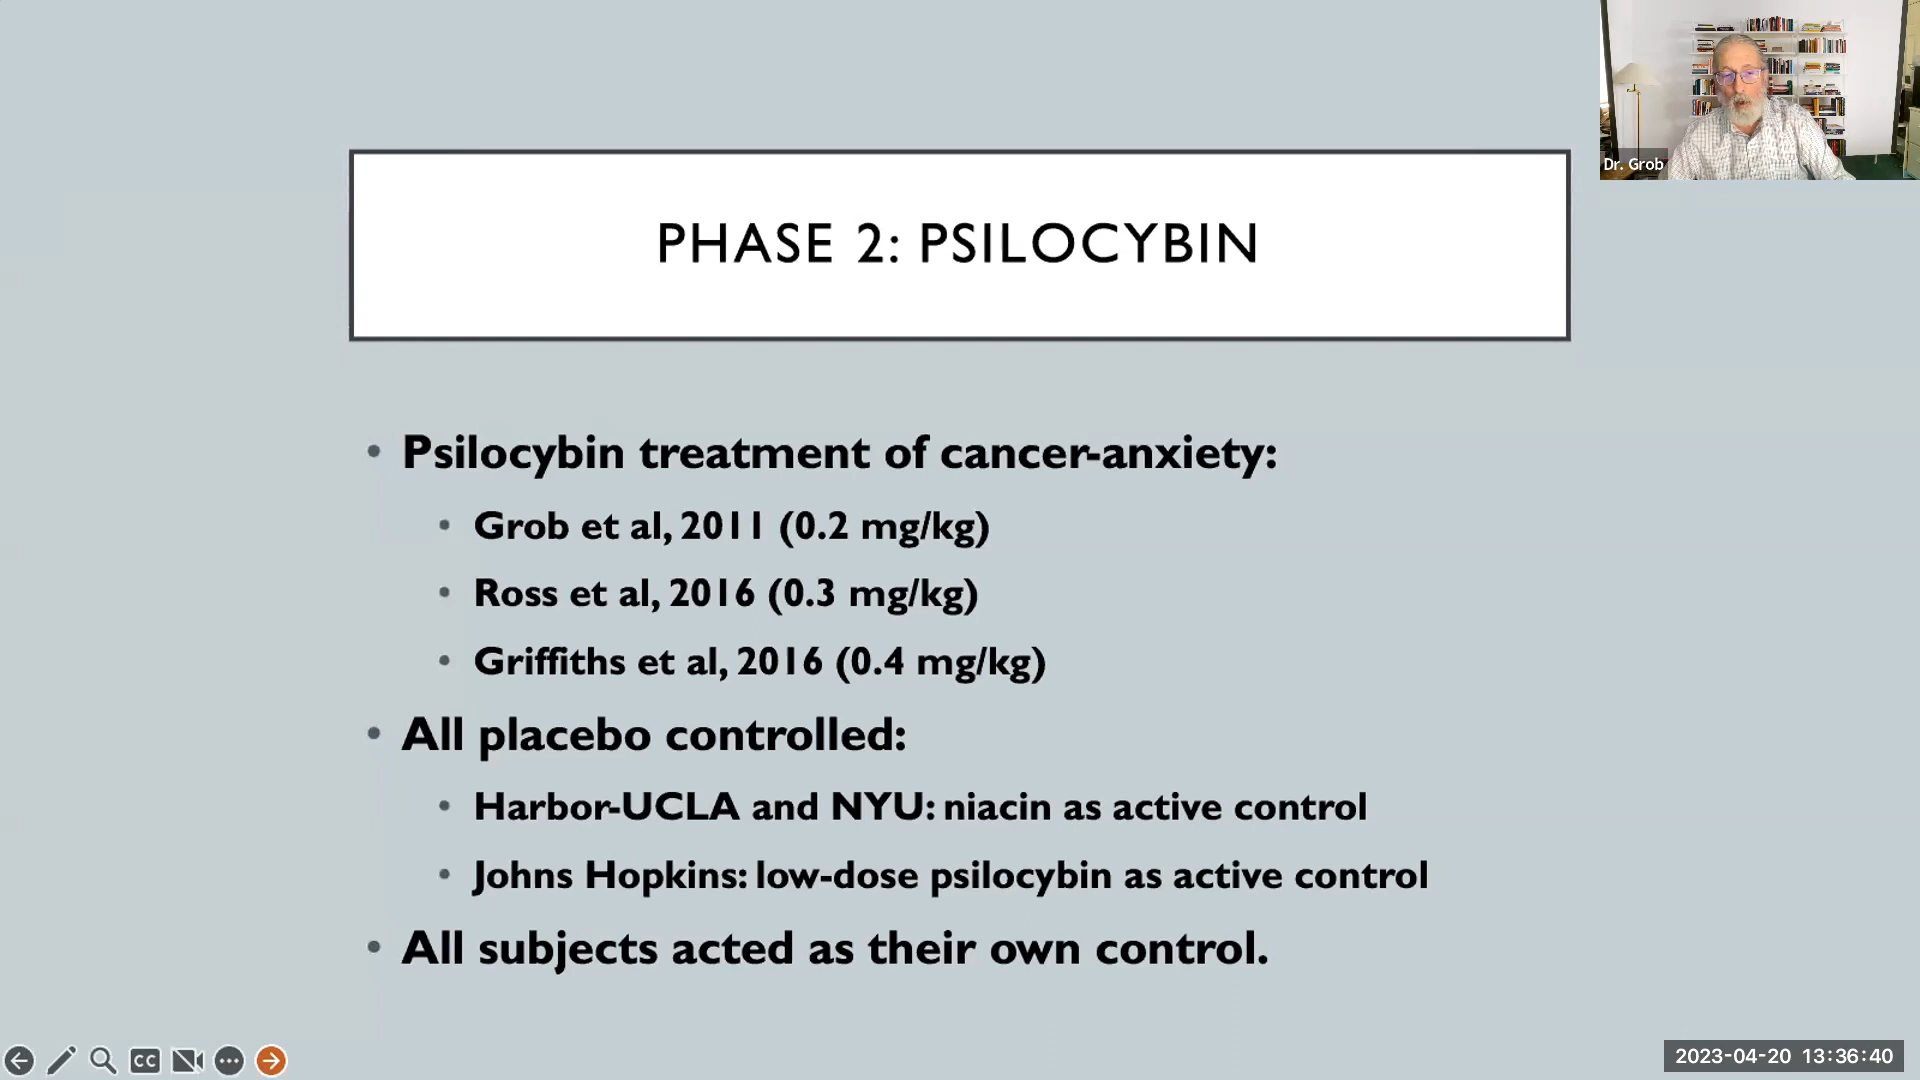 Dr. Grob
PHASE 2: PSILOCYBIN
• Psilocybin treatment of cancer-anxiety:
• Grob et al, 2011 (0.2 mg/kg)
• Ross et al, 2016 (0.3 mg/kg)
• Griffiths et al, 2016 (0.4 mg/kg)
• All placebo controlled:
• Harbor-UCLA and NYU: niacin as active control
• Johns Hopkins: low-dose psilocybin as active control
• All subjects acted as their own control.
CC
2023-04-20 13:36:40